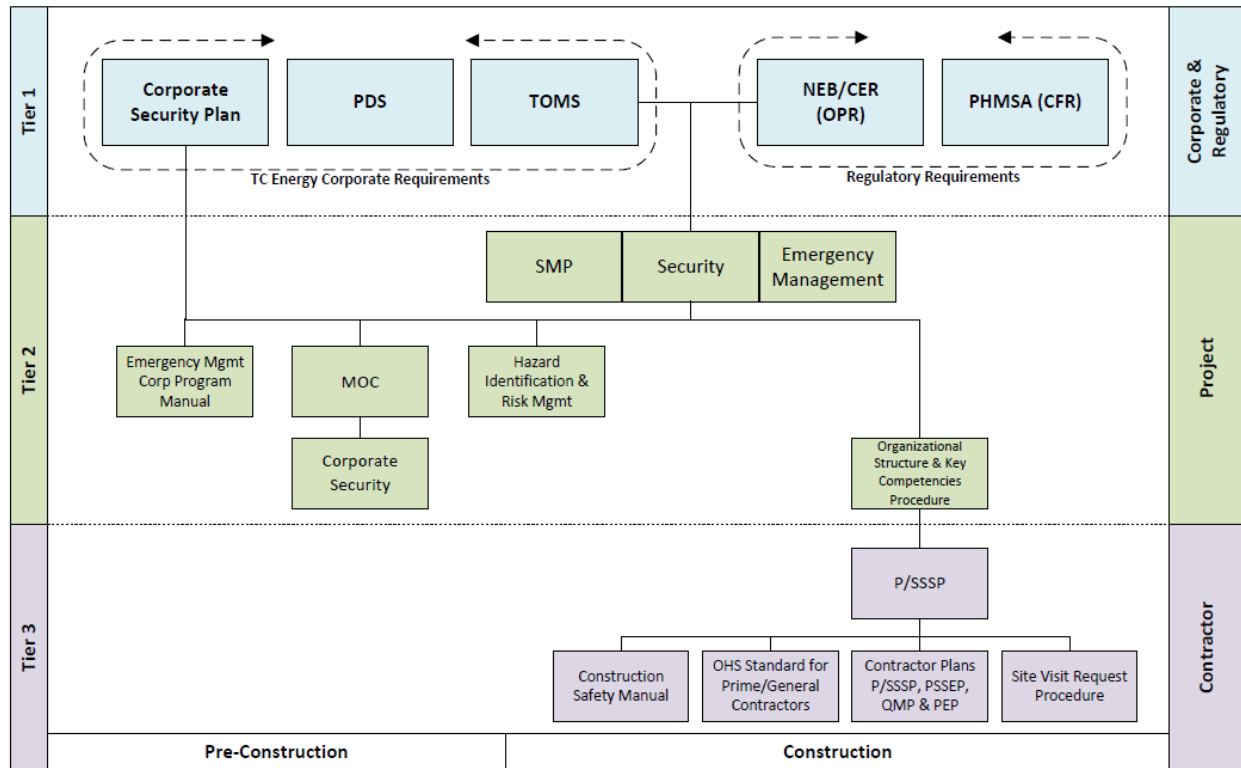 Tier 1
Corporate
Security Plan
PDS
TOMS
NEB/CER
(OPR)
PHMSA (CFR)
Corporate &
Regulatory
TC Energy Corporate Requirements
Regulatory Requirements
Tier 2
SMP
Security
Emergency
Management
Project
Emergency Mgmt
Corp Program
Manual
MOC
Hazard
Identification &
Risk Mgmt
Corporate
Security
Organizational
Structure & Key
Competencies
Procedure
Tier 3
P/SSSP
Contractor
Construction
Safety Manual
OHS Standard for
Prime/General
Contractors
Contractor Plans
P/SSSP, PSSEP,
QMP & PEP
Site Visit Request
Procedure
Pre-Construction
Construction